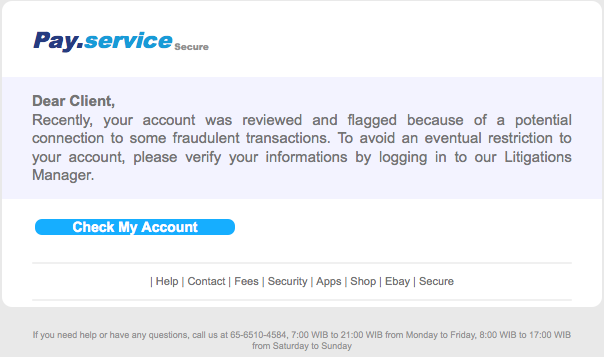 Pay.service Secure
Dear Client,
Recently, your account was reviewed and flagged because of a potential
connection to some fraudulent transactions. To avoid an eventual restriction to
your account, please verify your informations by logging in to our Litigations
Manager.
Check My Account
| Help | Contact | Fees | Security | Apps | Shop | Ebay | Secure
If you need help or have any questions, call us at 65-6510-4584, 7:00 WIB to 21:00 WIB from Monday to Friday, 8:00 WIB to 17:00 WIB
from Saturday to Sunday